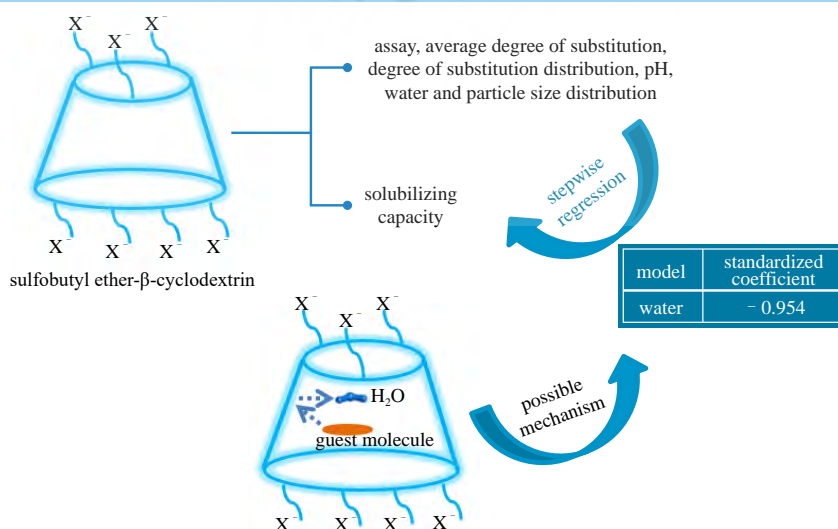 X⁻ X⁻ X⁻
assay, average degree of substitution,
degree of substitution distribution, pH,
water and particle size distribution
stepwise
regression
solubilizing
capacity
X⁻ X⁻ X⁻ X⁻
sulfobutyl ether-β-cyclodextrin
model standardized
coefficient
water −0.954
X⁻ X⁻ X⁻
H₂O
guest molecule
possible
mechanism
X⁻ X⁻ X⁻ X⁻